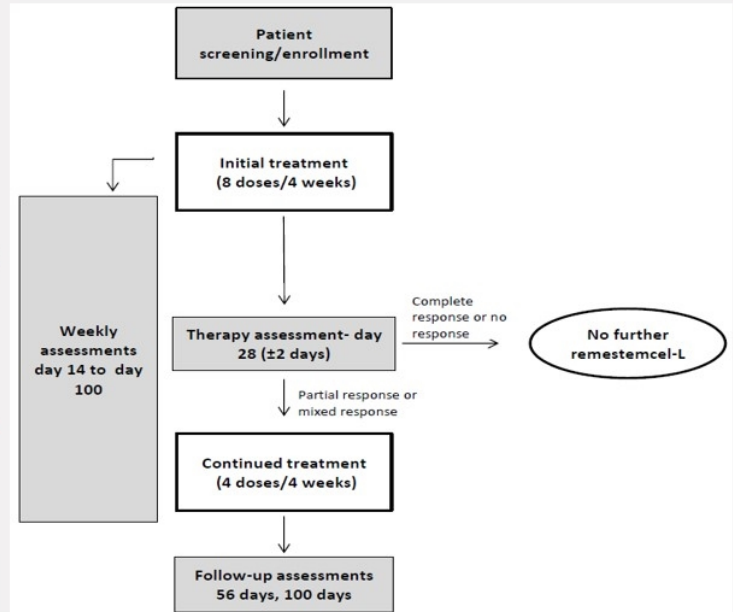 Patient
screening/enrollment
Initial treatment
(8 doses/4 weeks)
Weekly
assessments
day 14 to day
100
Therapy assessment- day
28 (±2 days)
Complete
response or no
response
No further
remestemcel-L
Partial response or
mixed response
Continued treatment
(4 doses/4 weeks)
Follow-up assessments
56 days, 100 days